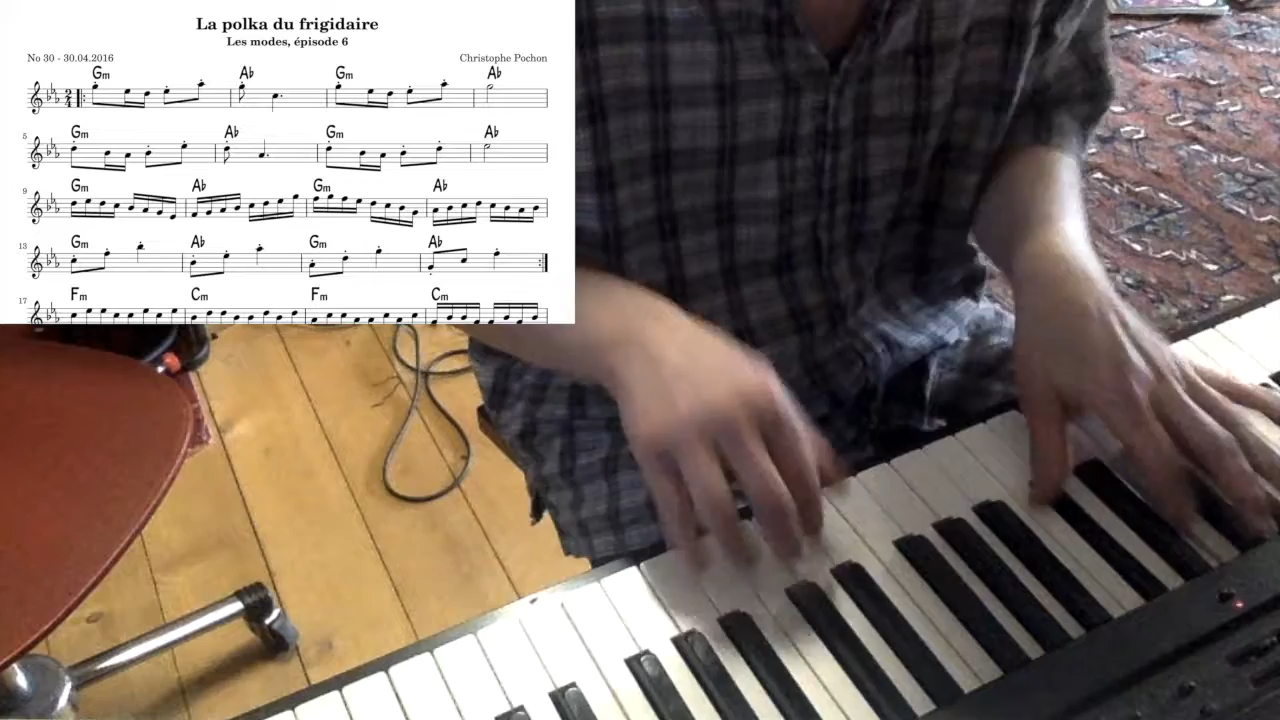 La polka du frigidaire
Les modes, épisode 6
No 30 - 30.04.2016 Christophe Pochon
Gm Ab Gm Ab
5 Gm Ab Gm Ab
9 Gm Ab Gm Ab
13 Gm Ab Gm Ab
17 Fm Cm Fm Cm